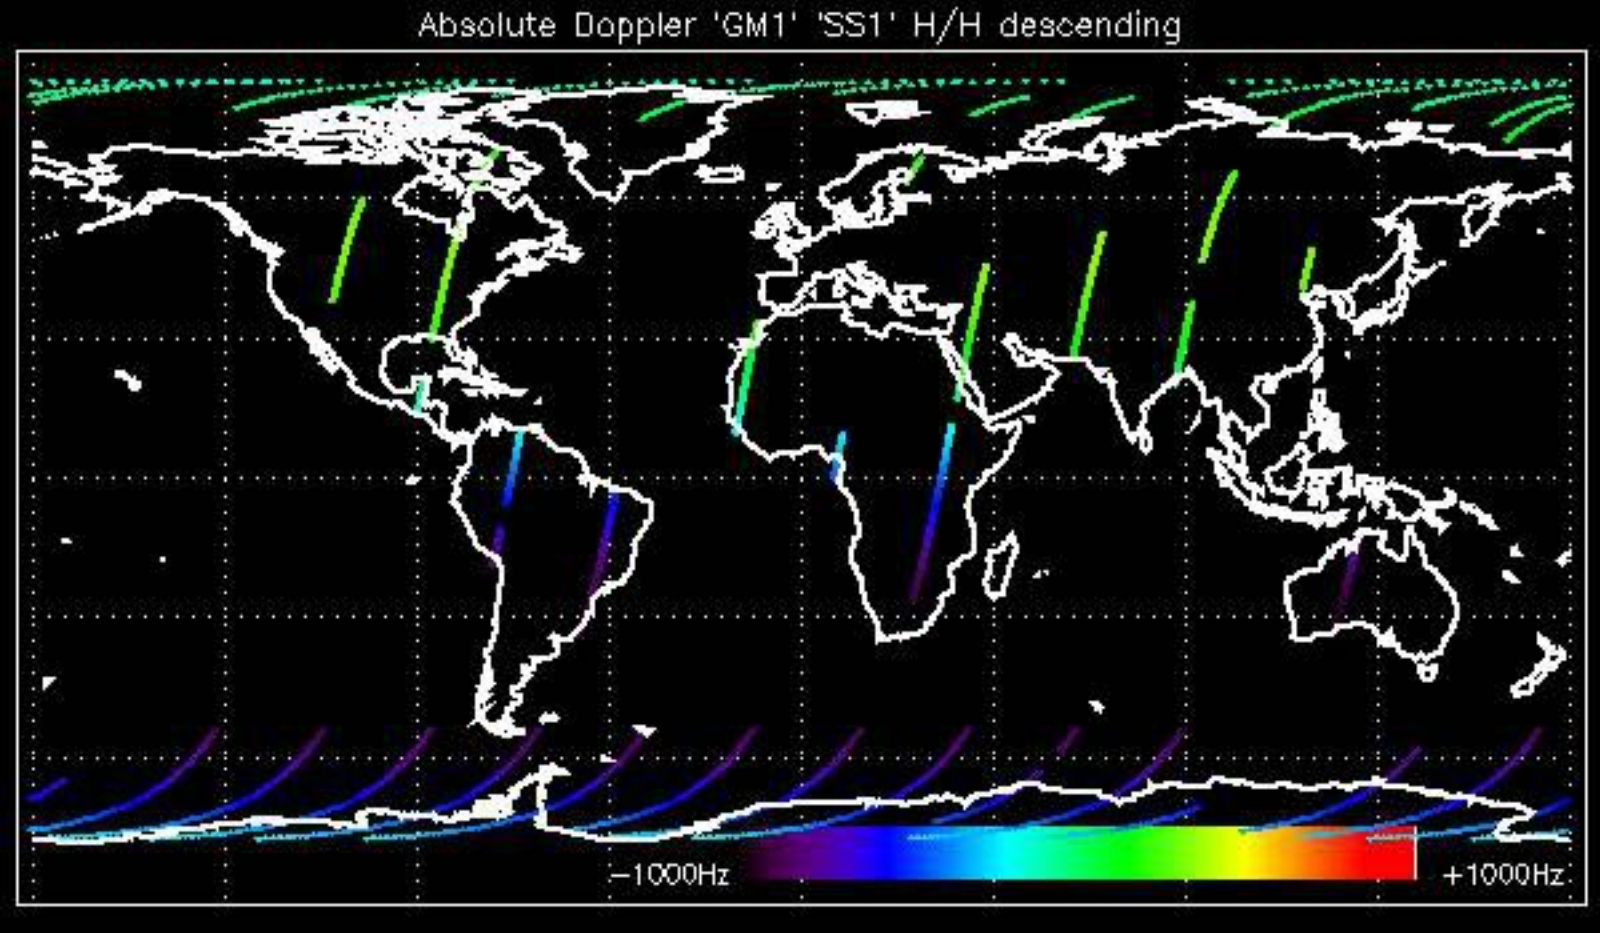 Absolute Doppler 'GM1' 'SS1' H/H descending
-1000Hz +1000Hz